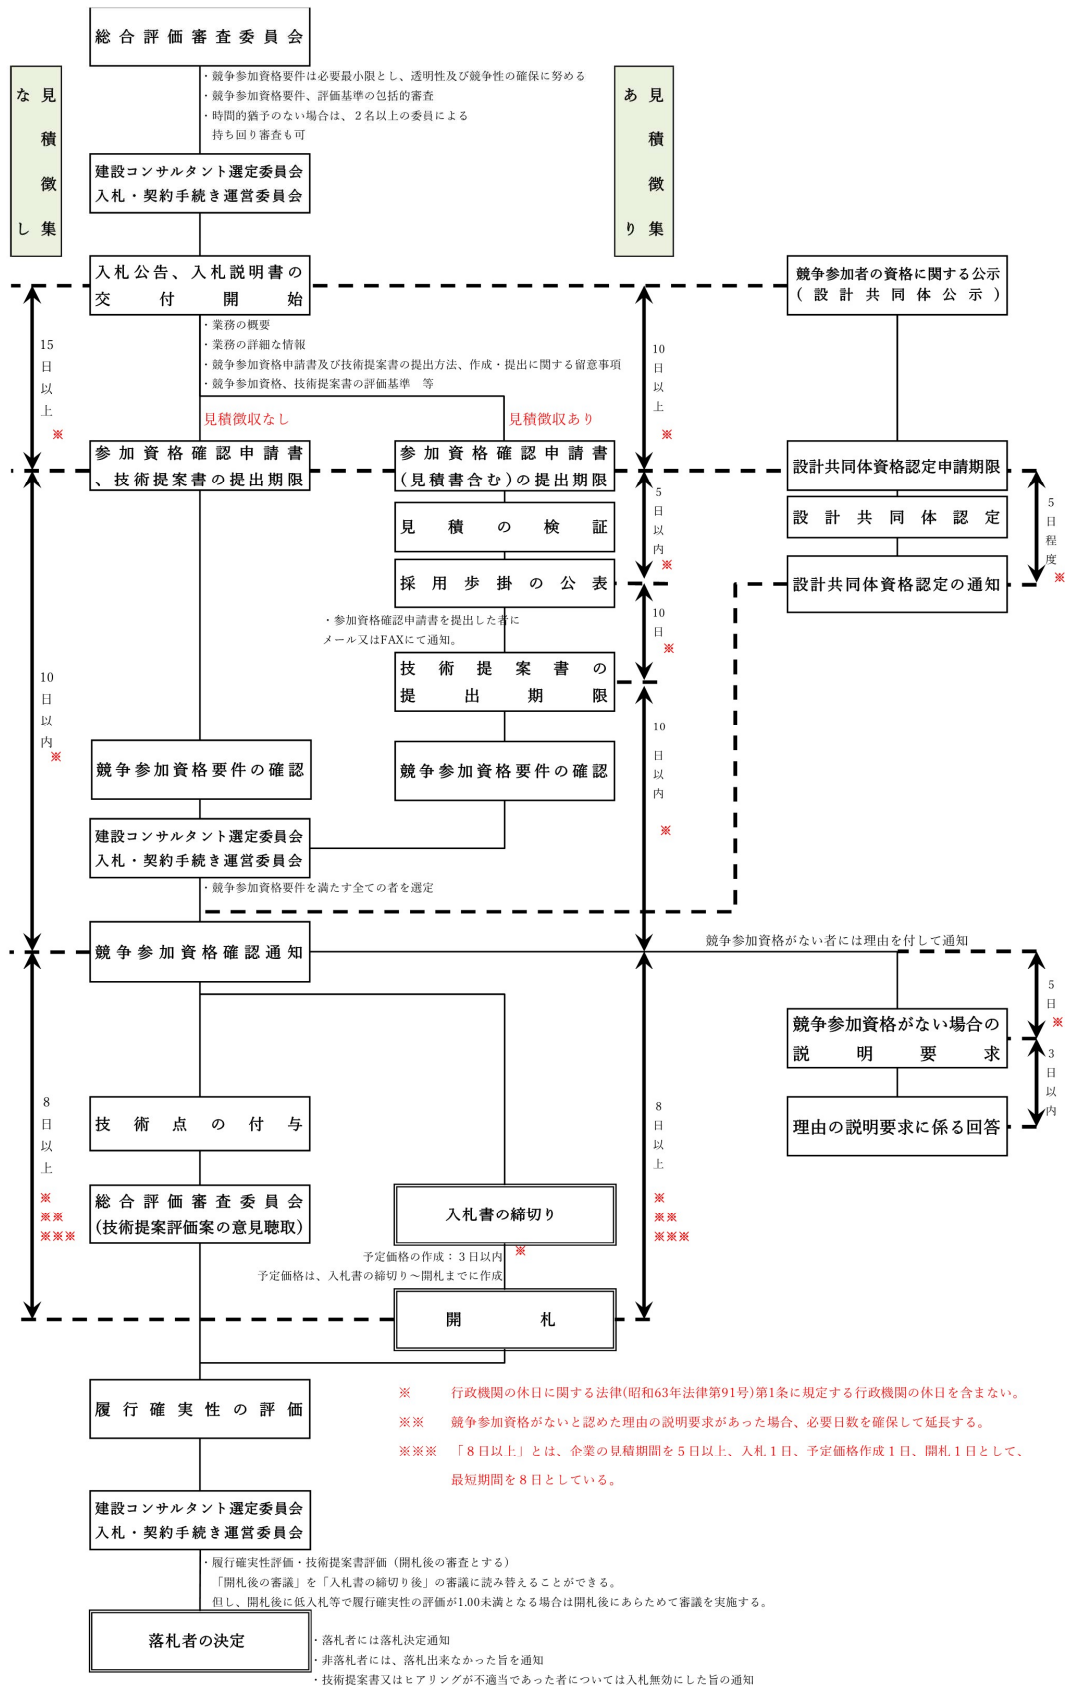 総合評価審査委員会
・競争参加資格要件は必要最小限とし、透明性及び競争性の確保に努める
・競争参加資格要件、評価基準の包括的審査
・時間的猶予のない場合は、２名以上の委員による
持ち回り審査も可
見積徴集
なし
見積徴集
あり
建設コンサルタント選定委員会
入札・契約手続き運営委員会
入札公告、入札説明書の
交付開始
競争参加者の資格に関する公示
(設計共同体公示)
・業務の概要
・業務の詳細な情報
・競争参加資格申請書及び技術提案書の提出方法、作成・提出に関する留意事項
・競争参加資格、技術提案書の評価基準　等
15日以上
※
10日以上
※
見積徴収なし
見積徴収あり
参加資格確認申請書
、技術提案書の提出期限
参加資格確認申請書
(見積書含む)の提出期限
設計共同体資格認定申請期限
5日以内
※
5日程度
※
見積の検証
設計共同体認定
採用歩掛の公表
設計共同体資格認定の通知
・参加資格確認申請書を提出した者に
メール又はFAXにて通知。
10日
※
技術提案書の
提出期限
10日以内
※
10日以内
※
競争参加資格要件の確認
競争参加資格要件の確認
建設コンサルタント選定委員会
入札・契約手続き運営委員会
・競争参加資格要件を満たす全ての者を選定
競争参加資格確認通知
競争参加資格がない者には理由を付して通知
5日
※
競争参加資格がない場合の
説明要求
3日以内
理由の説明要求に係る回答
8日以上
※
※※
※※※
8日以上
※
※※
※※※
技術点の付与
総合評価審査委員会
(技術提案評価案の意見聴取)
入札書の締切り
予定価格の作成：３日以内
※
予定価格は、入札書の締切り～開札までに作成
開札
履行確実性の評価
※　行政機関の休日に関する法律(昭和63年法律第91号)第1条に規定する行政機関の休日を含まない。
※※　競争参加資格がないと認めた理由の説明要求があった場合、必要日数を確保して延長する。
※※※　「８日以上」とは、企業の見積期間を５日以上、入札１日、予定価格作成１日、開札１日として、
最短期間を８日としている。
建設コンサルタント選定委員会
入札・契約手続き運営委員会
・履行確実性評価・技術提案書評価（開札後の審査とする）
「開札後の審議」を「入札書の締切り後」の審議に読み替えることができる。
但し、開札後に低入札等で履行確実性の評価が1.00未満となる場合は開札後にあらためて審議を実施する。
落札者の決定
・落札者には落札決定通知
・非落札者には、落札出来なかった旨を通知
・技術提案書又はヒアリングが不適当であった者については入札無効にした旨の通知